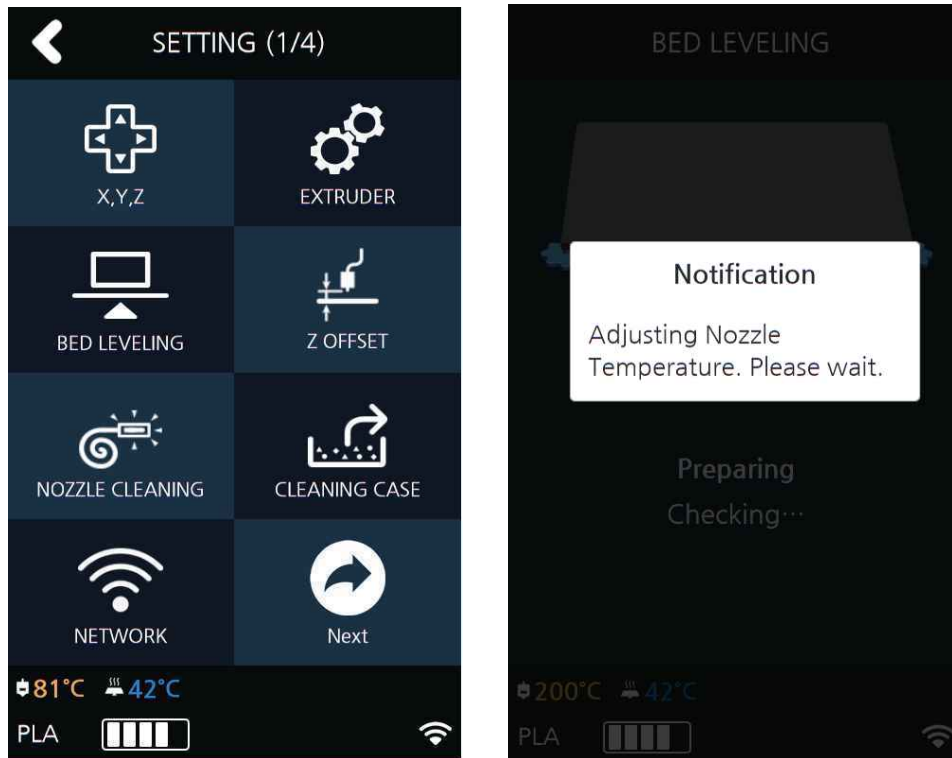 SETTING (1/4)
X,Y,Z
EXTRUDER
BED LEVELING
Z OFFSET
NOZZLE CLEANING
CLEANING CASE
NETWORK
Next
81°C 42°C
PLA
BED LEVELING
Notification
Adjusting Nozzle
Temperature. Please wait.
Preparing
Checking…
200°C 42°C
PLA